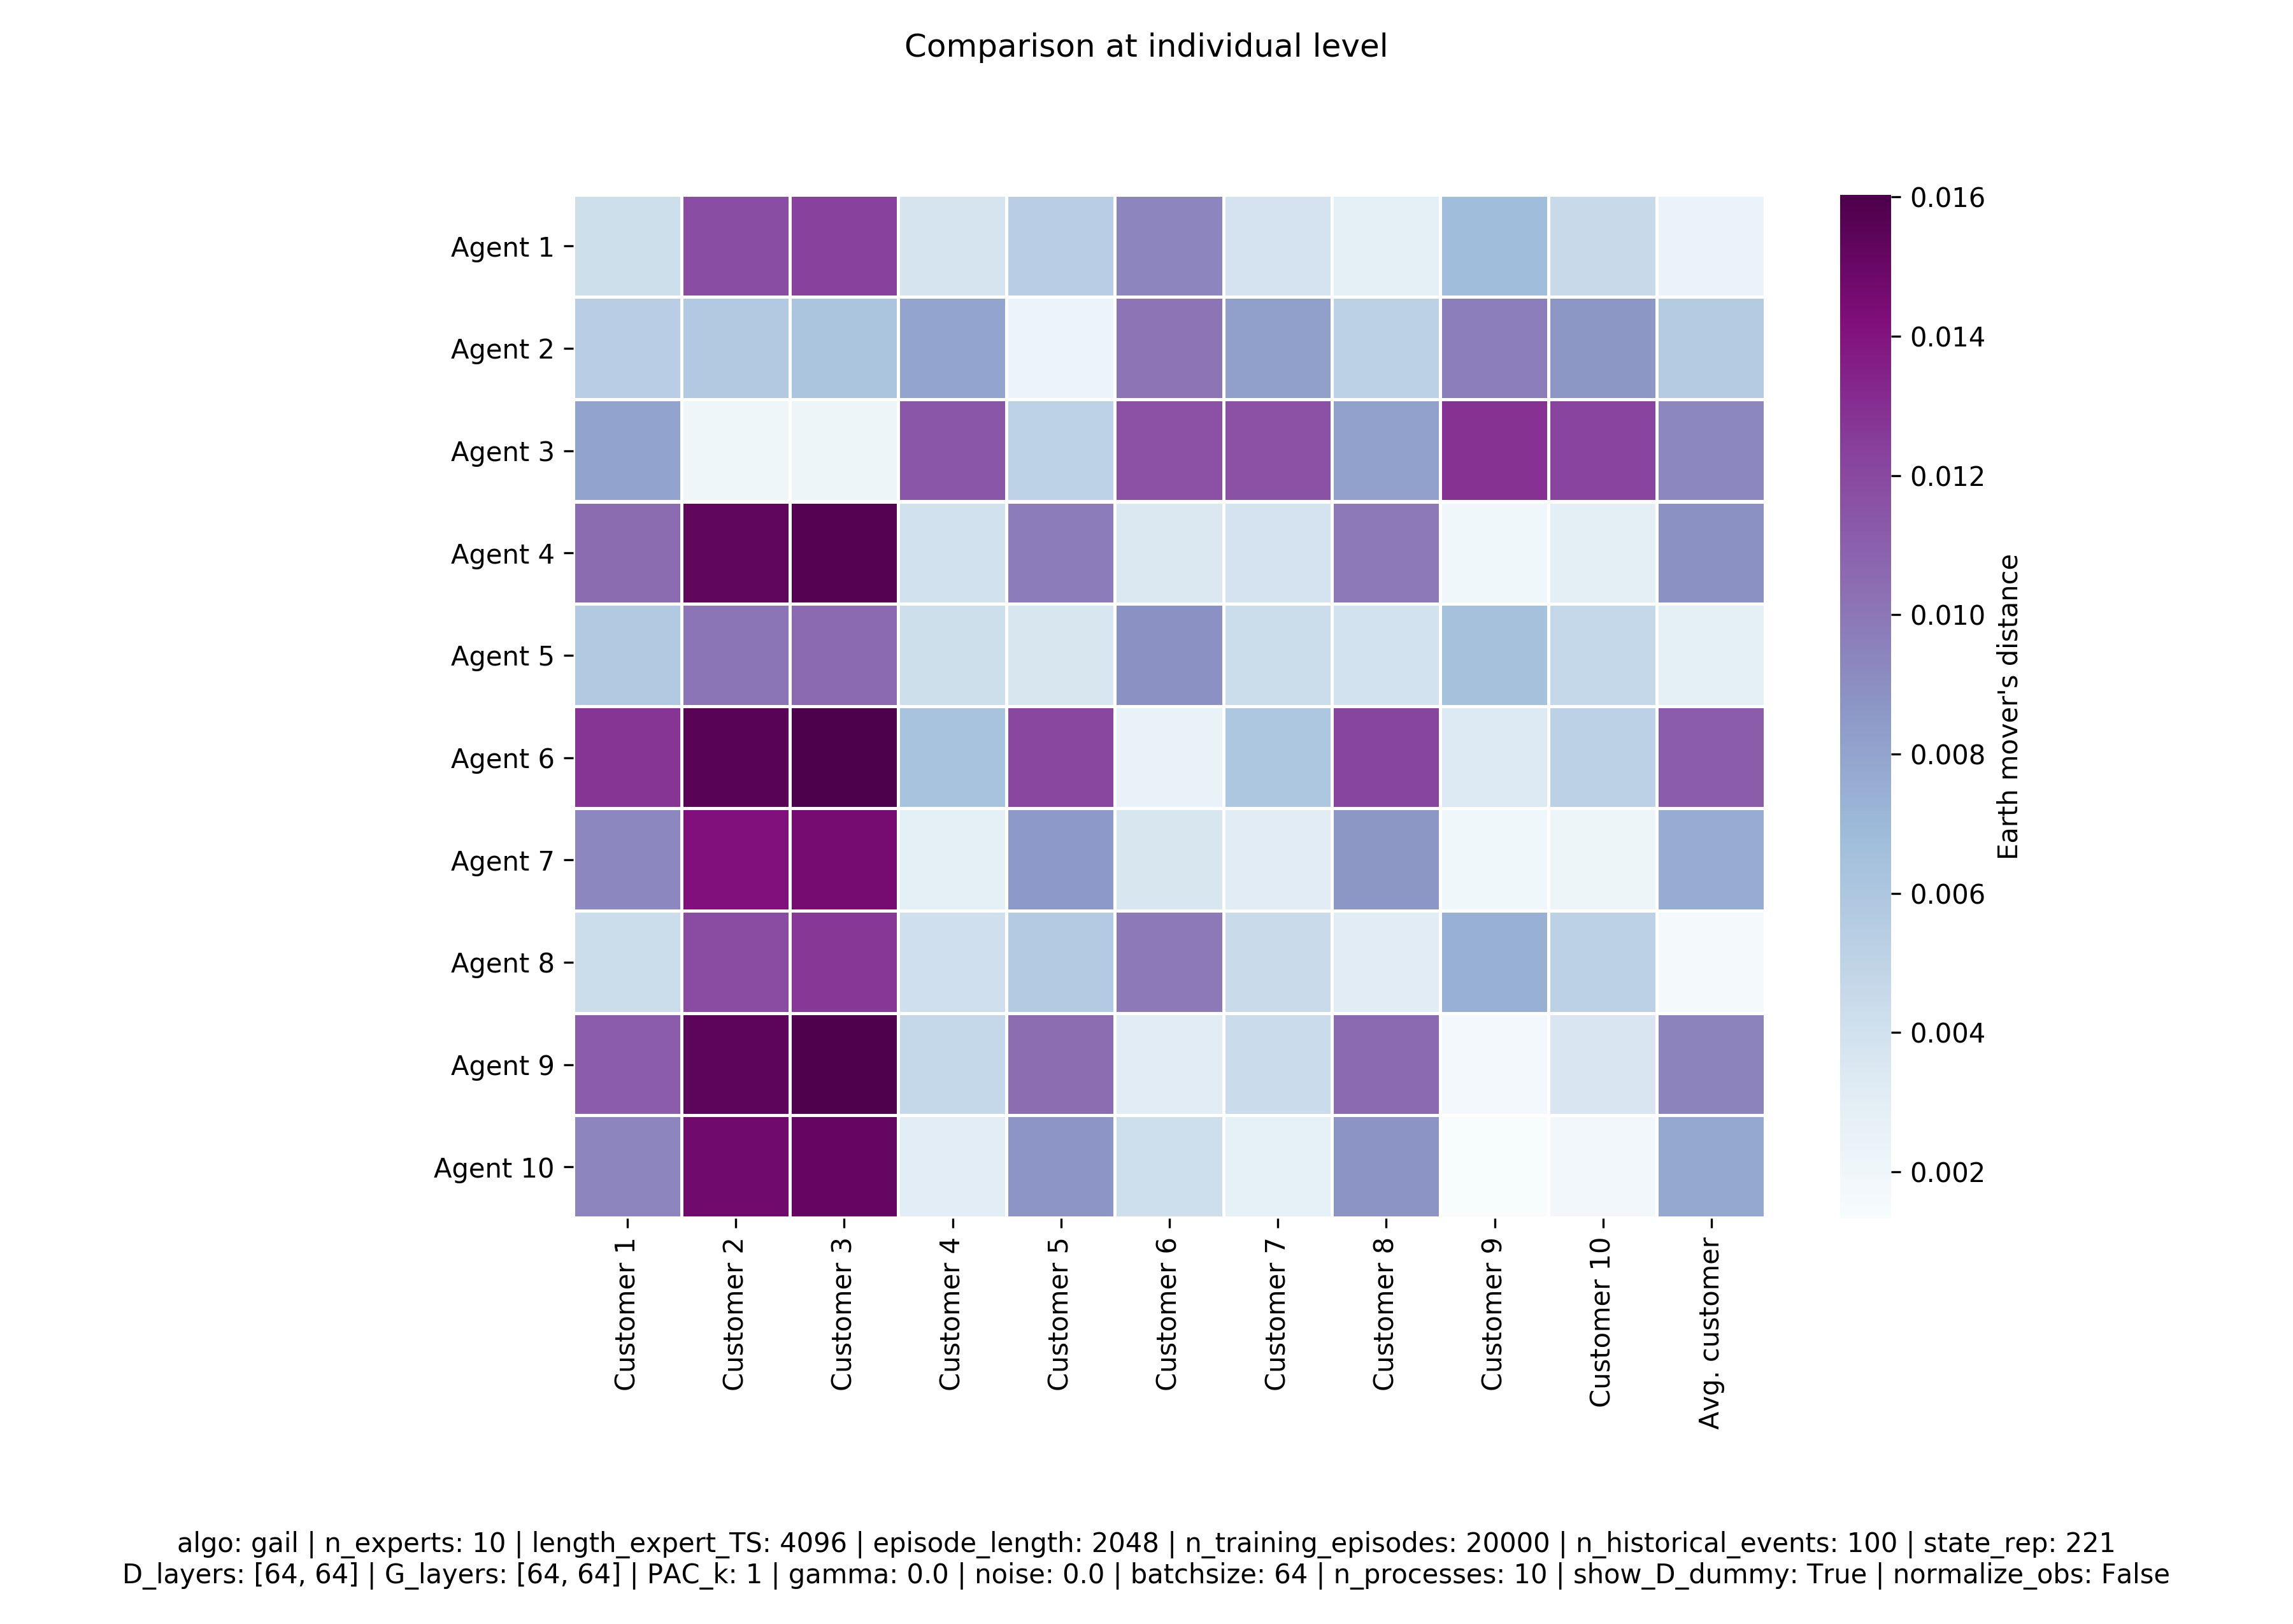 Comparison at individual level
Agent 1
Agent 2
Agent 3
Agent 4
Agent 5
Agent 6
Agent 7
Agent 8
Agent 9
Agent 10
Customer 1
Customer 2
Customer 3
Customer 4
Customer 5
Customer 6
Customer 7
Customer 8
Customer 9
Customer 10
Avg. customer
0.016
0.014
0.012
0.010
0.008
0.006
0.004
0.002
Earth mover's distance
algo: gail | n_experts: 10 | length_expert_TS: 4096 | episode_length: 2048 | n_training_episodes: 20000 | n_historical_events: 100 | state_rep: 221
D_layers: [64, 64] | G_layers: [64, 64] | PAC_k: 1 | gamma: 0.0 | noise: 0.0 | batchsize: 64 | n_processes: 10 | show_D_dummy: True | normalize_obs: False